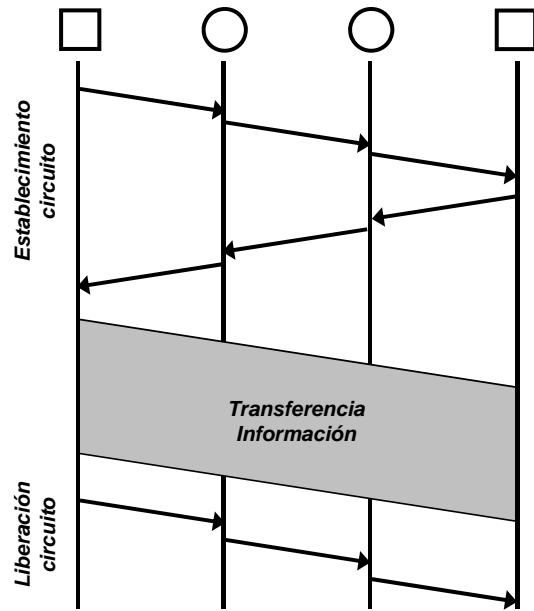 Establecimiento
circuito
Transferencia
Información
Liberación
circuito